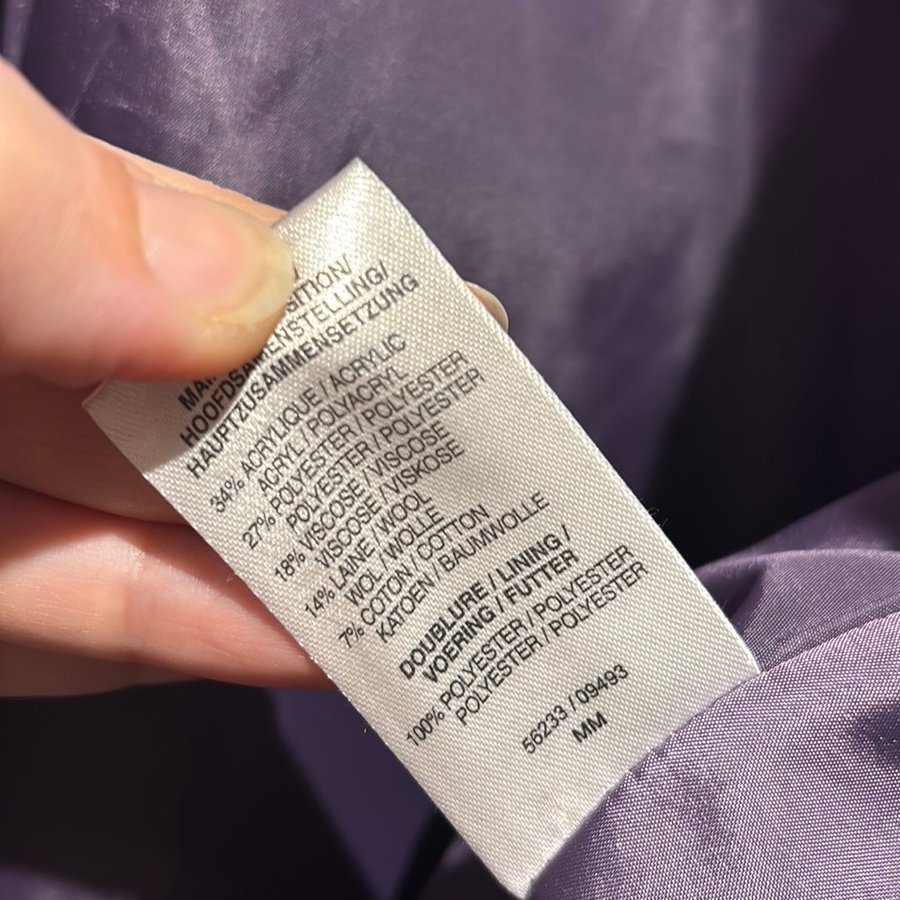 HOOFDSAMENSTELLING/
HAUPTZUSAMMENSETZUNG
34% ACRYLIQUE / ACRYLIC
ACRYL / POLYACRYL
27% POLYESTER / POLYESTER
POLYESTER / POLYESTER
18% VISCOSE / VISCOSE
VISCOSE / VISKOSE
14% LAINE / WOOL
WOL / WOLLE
7% COTON / COTTON
KATOEN / BAUMWOLLE
DOUBLURE / LINING /
VOERING / FUTTER
100% POLYESTER / POLYESTER
POLYESTER / POLYESTER
56233 / 09493
MM